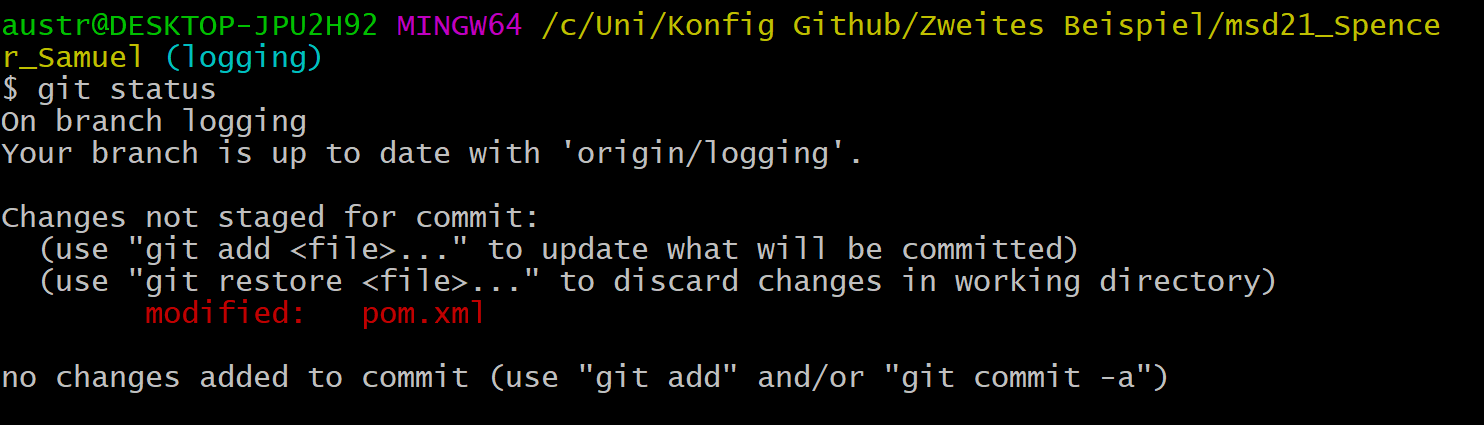 austr@DESKTOP-JPU2H92 MINGW64 /c/Uni/Konfig Github/Zweites Beispiel/msd21_Spence
r_Samuel (logging)
$ git status
On branch logging
Your branch is up to date with 'origin/logging'.
Changes not staged for commit:
  (use "git add <file>..." to update what will be committed)
  (use "git restore <file>..." to discard changes in working directory)
        modified:   pom.xml
no changes added to commit (use "git add" and/or "git commit -a")